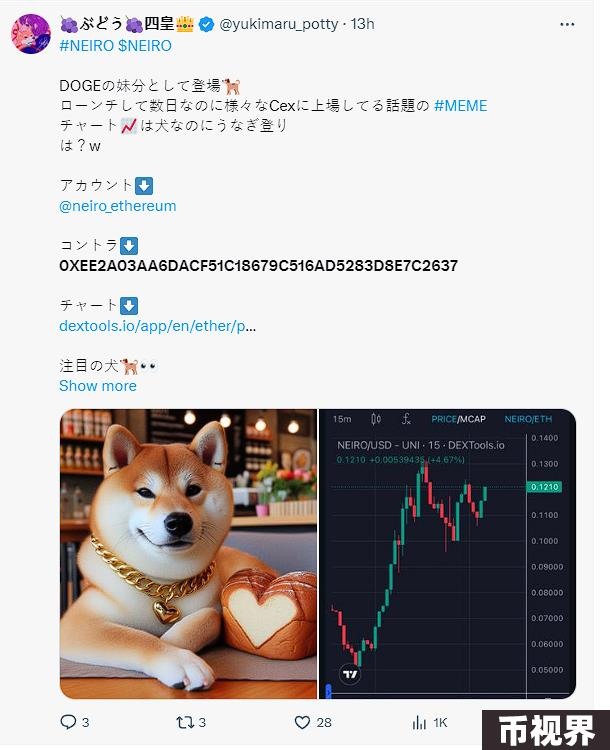 🍇ぶどう🍇四皇👑 @yukimaru_potty · 13h
#NEIRO $NEIRO
DOGEの妹分として登場🐕
ローンチして数日なのに様々なCexに上場してる話題の #MEME
チャート📈は犬なのにうなぎ登り
は？w
アカウント⬇️
@neiro_ethereum
コントラ⬇️
0XEE2A03AA6DACF51C18679C516AD5283D8E7C2637
チャート⬇️
dextools.io/app/en/ether/p...
注目の犬🐕👀
Show more
15m PRICE/MCAP NEIRO/ETH
NEIRO/USD - UNI · 15 · DEXTools.io
0.1210 +0.00539435 (+4.67%)
0.1400
0.1300
0.1210
0.1100
0.1000
0.09000
0.08000
0.07000
0.06000
0.05000
3 3 28 1K
币视界